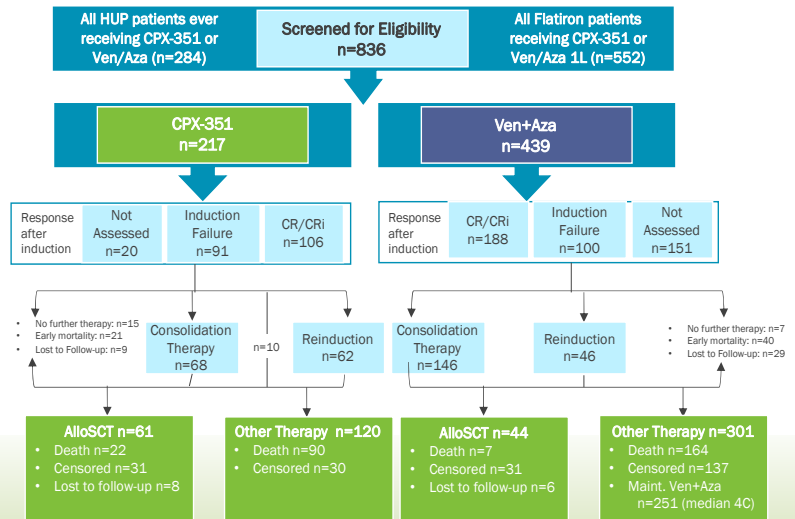 All HUP patients ever
receiving CPX-351 or
Ven/Aza (n=284)
Screened for Eligibility
n=836
All Flatiron patients
receiving CPX-351 or
Ven/Aza 1L (n=552)
CPX-351
n=217
Ven+Aza
n=439
Response
after
induction
Not
Assessed
n=20
Induction
Failure
n=91
CR/CRi
n=106
Response
after
induction
CR/CRi
n=188
Induction
Failure
n=100
Not
Assessed
n=151
• No further therapy: n=15
• Early mortality: n=21
• Lost to Follow-up: n=9
Consolidation
Therapy
n=68
n=10
Reinduction
n=62
Consolidation
Therapy
n=146
Reinduction
n=46
• No further therapy: n=7
• Early mortality: n=40
• Lost to Follow-up: n=29
AlloSCT n=61
• Death n=22
• Censored n=31
• Lost to follow-up n=8
Other Therapy n=120
• Death n=90
• Censored n=30
AlloSCT n=44
• Death n=7
• Censored n=31
• Lost to follow-up n=6
Other Therapy n=301
• Death n=164
• Censored n=137
• Maint. Ven+Aza
n=251 (median 4C)